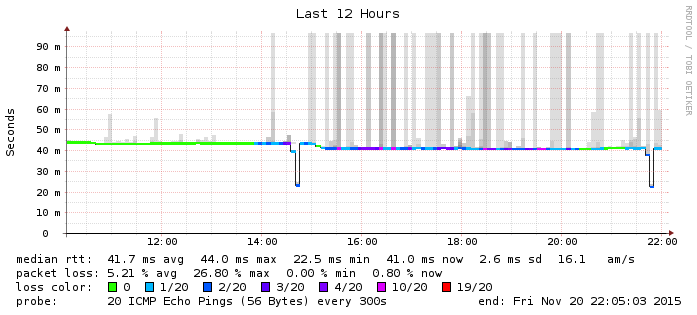 Last 12 Hours
RRDTOOL / TOBI OETIKER
Seconds
90 m
80 m
70 m
60 m
50 m
40 m
30 m
20 m
10 m
0
12:00 14:00 16:00 18:00 20:00 22:00
median rtt: 41.7 ms avg 44.0 ms max 22.5 ms min 41.0 ms now 2.6 ms sd 16.1 am/s
packet loss: 5.21 % avg 26.80 % max 0.00 % min 0.80 % now
loss color: 0 1/20 2/20 3/20 4/20 10/20 19/20
probe: 20 ICMP Echo Pings (56 Bytes) every 300s end: Fri Nov 20 22:05:03 2015